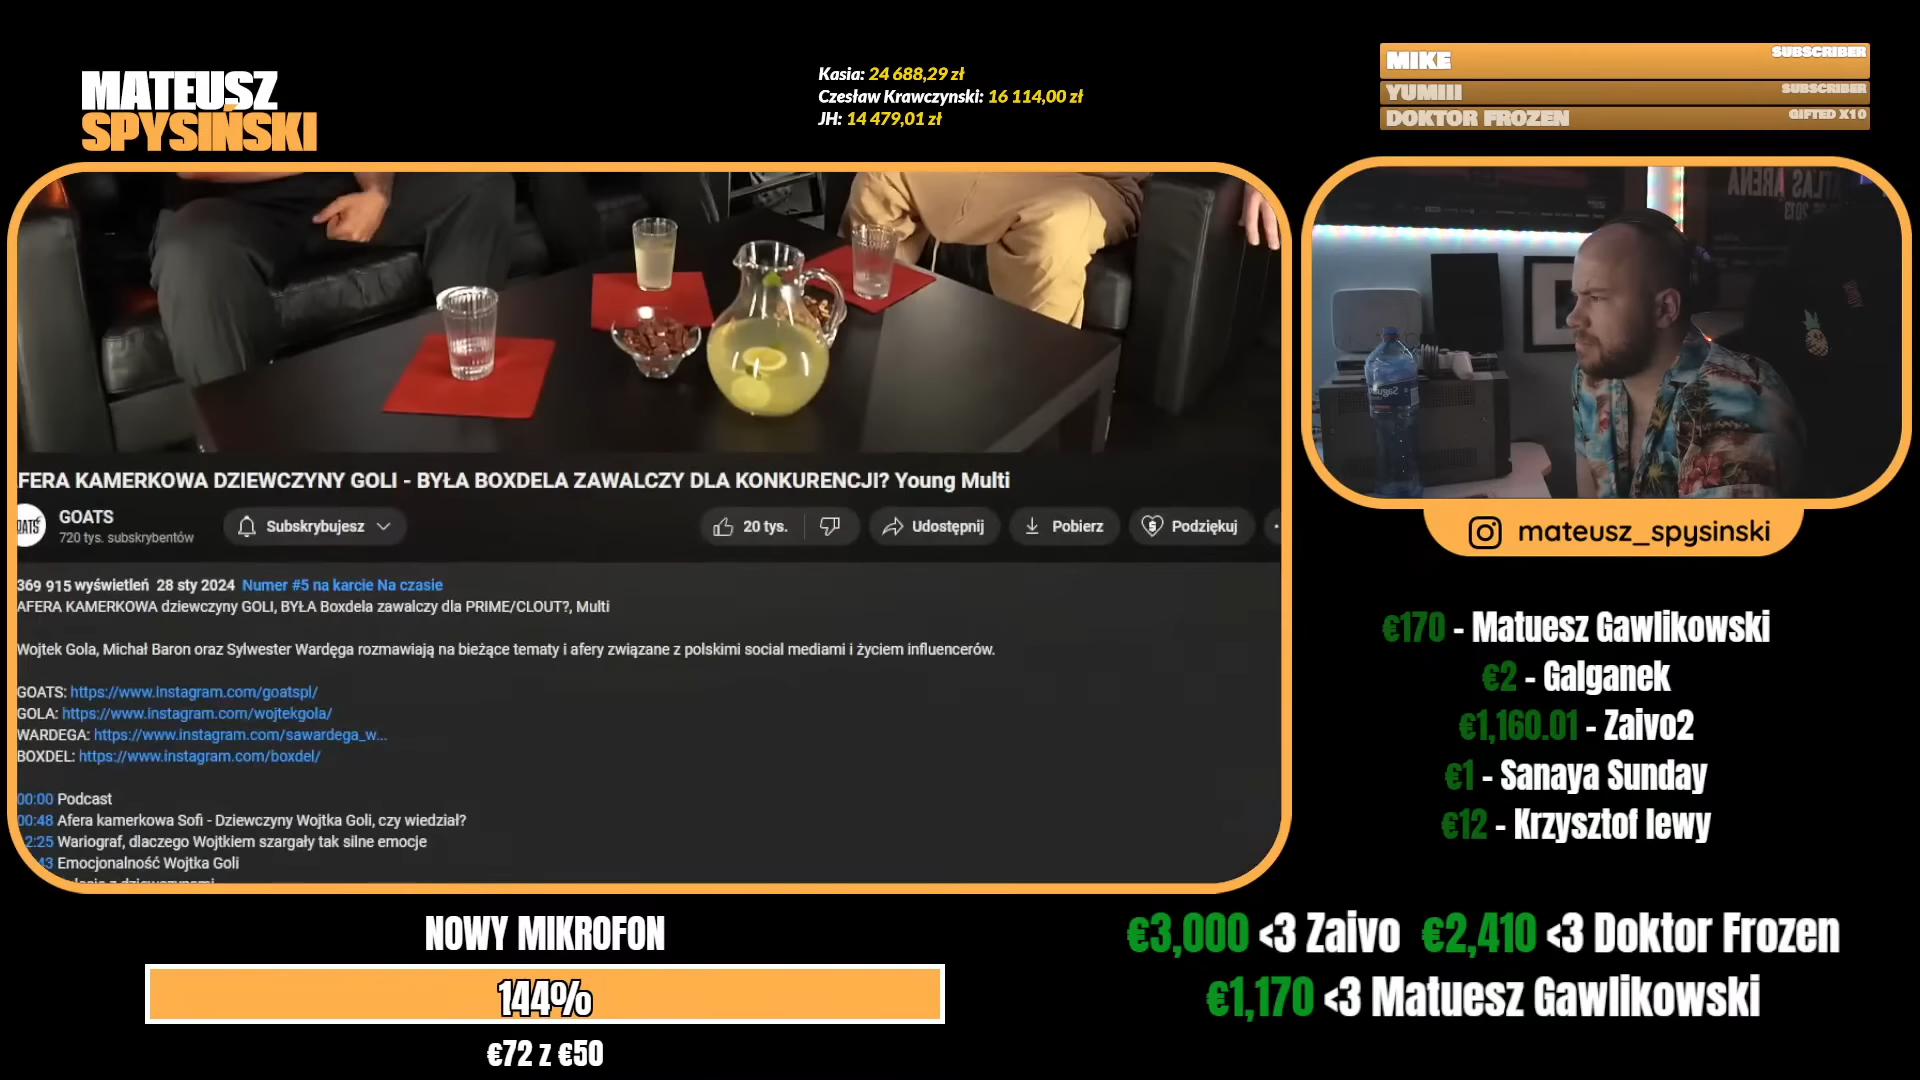 MATEUSZ
SPYSIŃSKI
Kasia: 24 688,29 zł
Czesław Krawczynski: 16 114,00 zł
JH: 14 479,01 zł
MIKE SUBSCRIBER
YUMIII SUBSCRIBER
DOKTOR FROZEN GIFTED X10
FERA KAMERKOWA DZIEWCZYNY GOLI - BYŁA BOXDELA ZAWALCZY DLA KONKURENCJI? Young Multi
GOATS
720 tys. subskrybentów
Subskrybujesz
20 tys.
Udostępnij
Pobierz
Podziękuj
369 915 wyświetleń 28 sty 2024 Numer #5 na karcie Na czasie
AFERA KAMERKOWA dziewczyny GOLI, BYŁA Boxdela zawalczy dla PRIME/CLOUT?, Multi
Wojtek Gola, Michał Baron oraz Sylwester Wardęga rozmawiają na bieżące tematy i afery związane z polskimi social mediami i życiem influencerów.
GOATS: https://www.instagram.com/goatspl/
GOLA: https://www.instagram.com/wojtekgola/
WARDEGA: https://www.instagram.com/sawardega_w...
BOXDEL: https://www.instagram.com/boxdel/
00:00 Podcast
00:48 Afera kamerkowa Sofi - Dziewczyny Wojtka Goli, czy wiedział?
2:25 Wariograf, dlaczego Wojtkiem szargały tak silne emocje
43 Emocjonalność Wojtka Goli
ATLAS ARENA
2013
mateusz_spysinski
€170 - Matuesz Gawlikowski
€2 - Galganek
€1,160.01 - Zaivo2
€1 - Sanaya Sunday
€12 - Krzysztof lewy
NOWY MIKROFON
144%
€72 z €50
€3,000 <3 Zaivo €2,410 <3 Doktor Frozen
€1,170 <3 Matuesz Gawlikowski